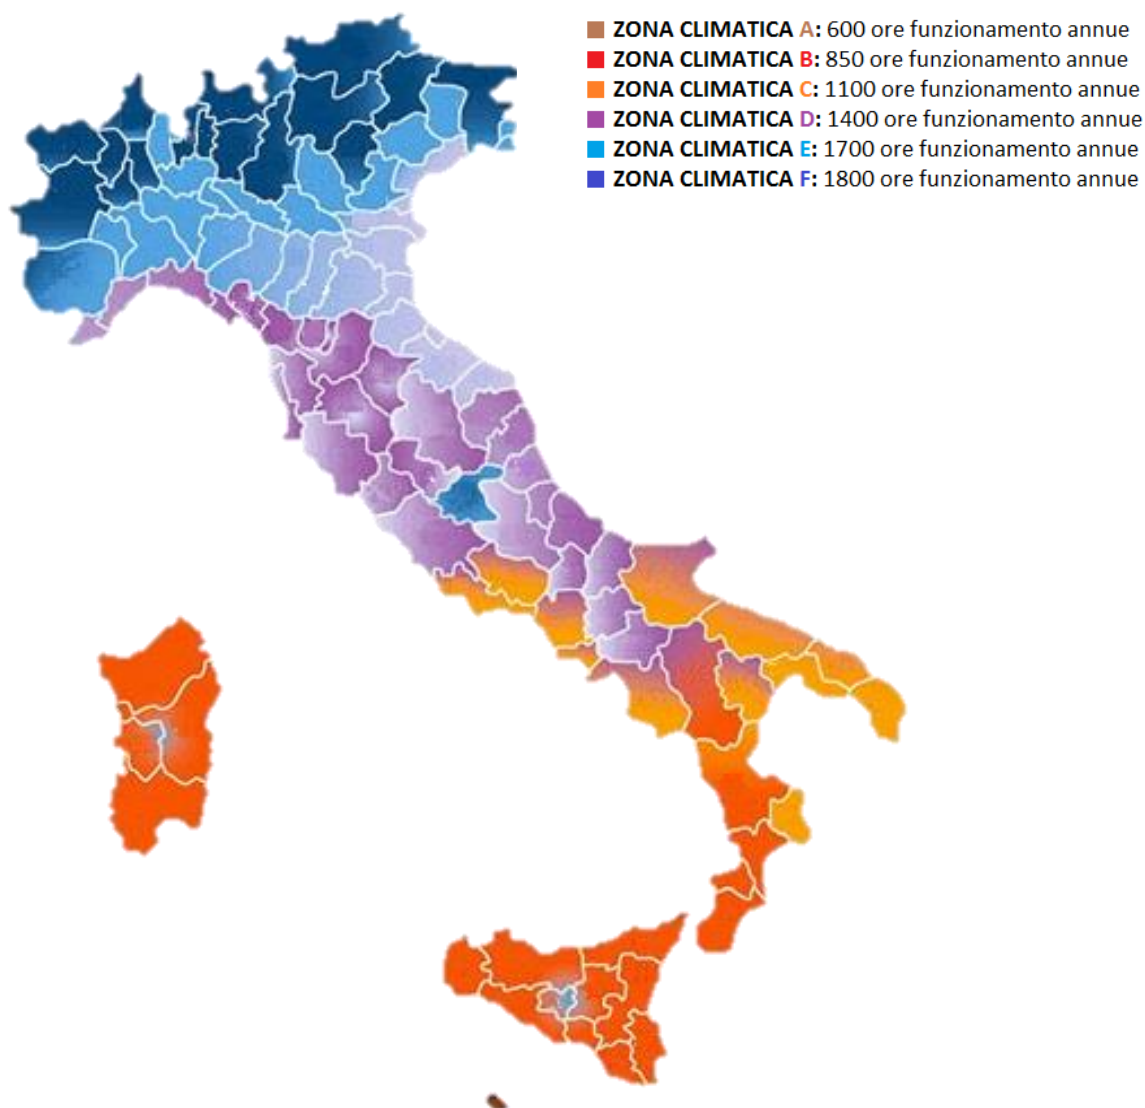 ZONA CLIMATICA A: 600 ore funzionamento annue
ZONA CLIMATICA B: 850 ore funzionamento annue
ZONA CLIMATICA C: 1100 ore funzionamento annue
ZONA CLIMATICA D: 1400 ore funzionamento annue
ZONA CLIMATICA E: 1700 ore funzionamento annue
ZONA CLIMATICA F: 1800 ore funzionamento annue